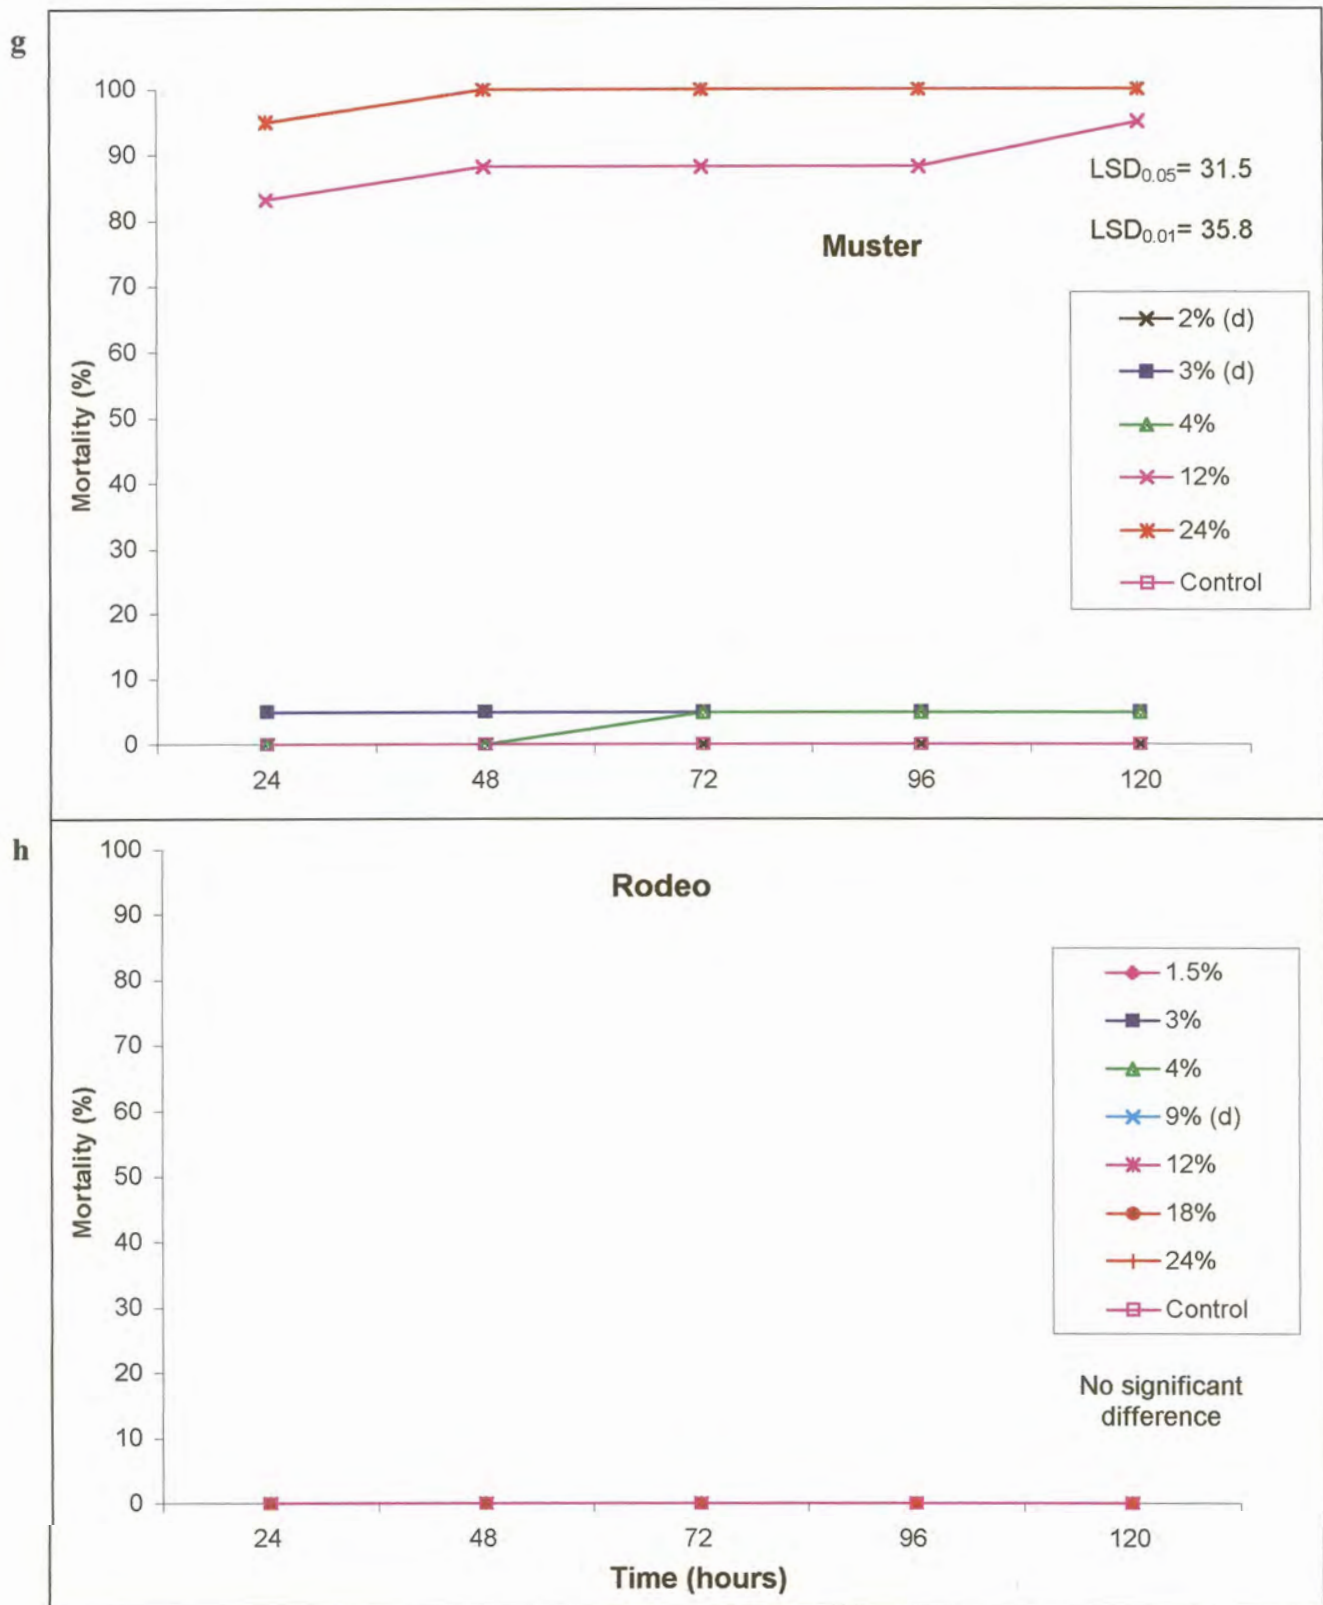 g
100
90
80
70
60
50
40
30
20
10
0
Mortality (%)
24 48 72 96 120
Muster
LSD0.05= 31.5
LSD0.01= 35.8
2% (d)
3% (d)
4%
12%
24%
Control
h
100
90
80
70
60
50
40
30
20
10
0
Mortality (%)
24 48 72 96 120
Time (hours)
Rodeo
1.5%
3%
4%
9% (d)
12%
18%
24%
Control
No significant
difference